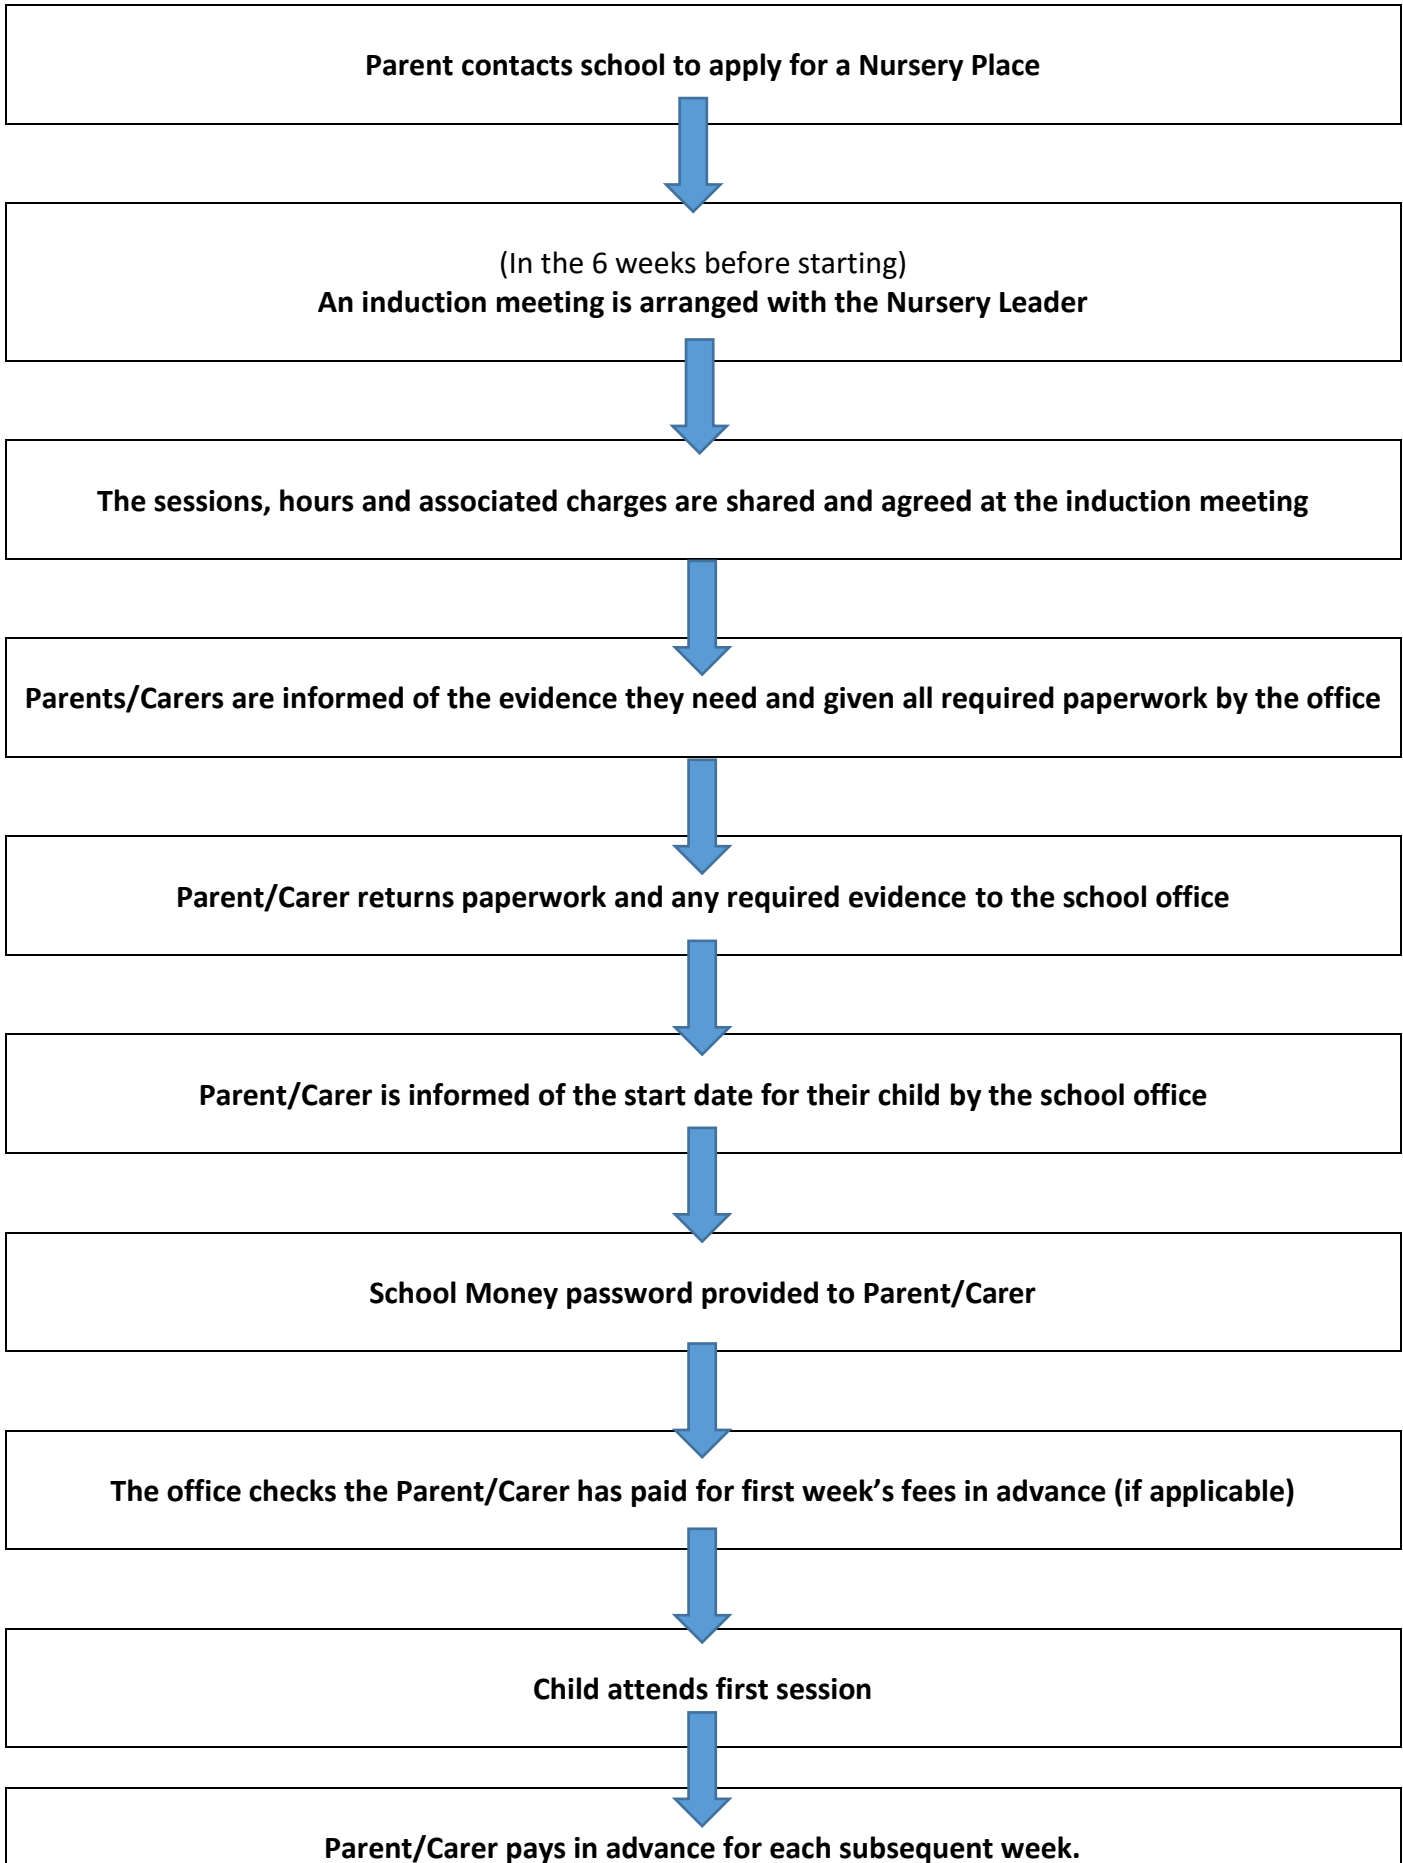 Parent contacts school to apply for a Nursery Place
(In the 6 weeks before starting)
An induction meeting is arranged with the Nursery Leader
The sessions, hours and associated charges are shared and agreed at the induction meeting
Parents/Carers are informed of the evidence they need and given all required paperwork by the office
Parent/Carer returns paperwork and any required evidence to the school office
Parent/Carer is informed of the start date for their child by the school office
School Money password provided to Parent/Carer
The office checks the Parent/Carer has paid for first week’s fees in advance (if applicable)
Child attends first session
Parent/Carer pays in advance for each subsequent week.